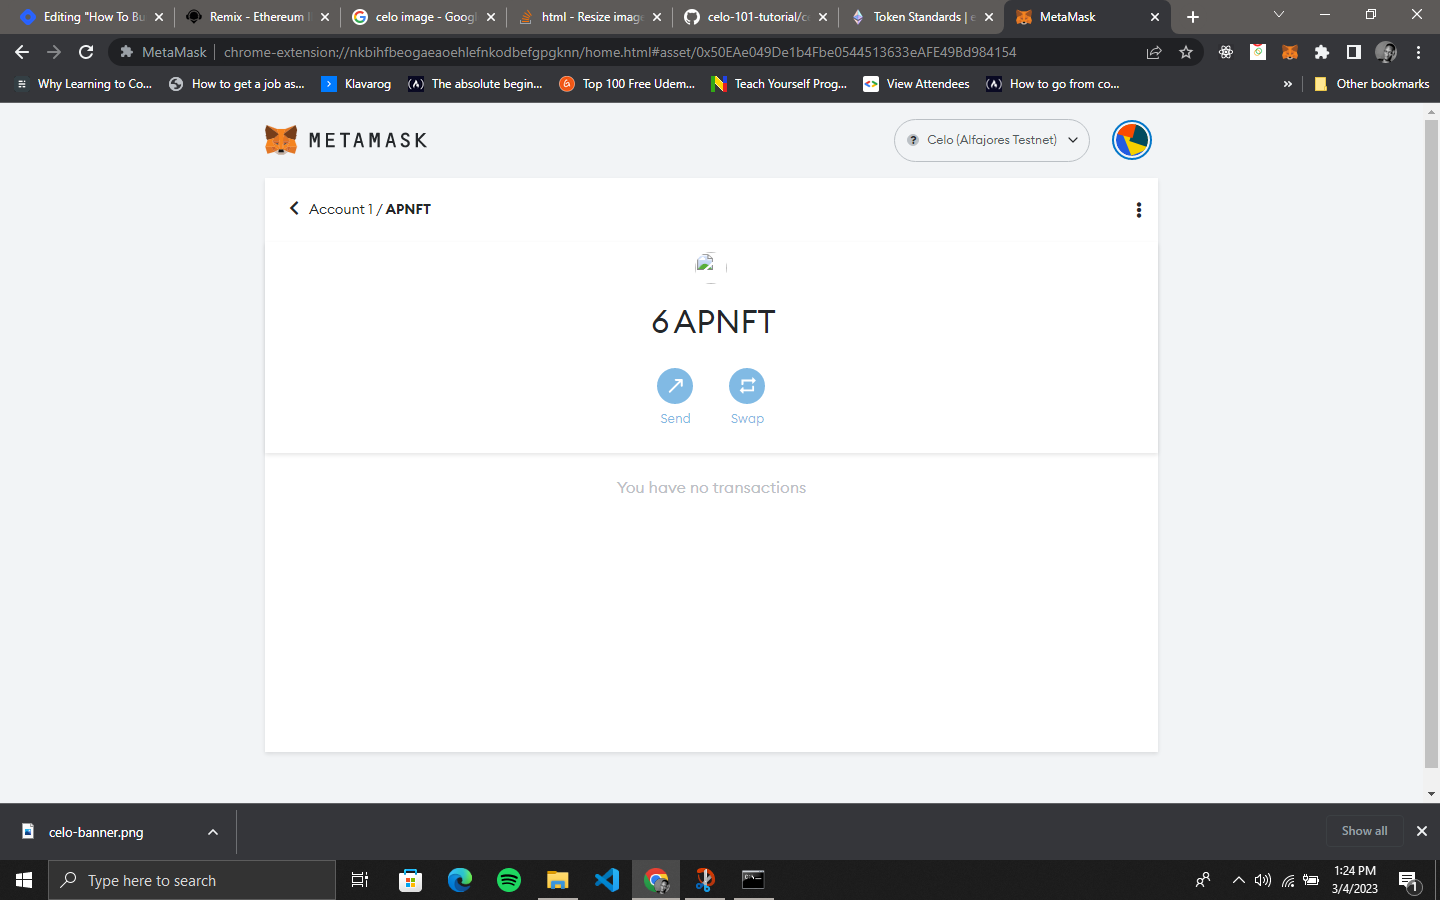 Editing "How To Bu
Remix - Ethereum I
celo image - Googl
html - Resize image
celo-101-tutorial/c
Token Standards | e
MetaMask
MetaMask
chrome-extension://nkbihfbeogaeaoehlefnkodbefgpgknn/home.html#asset/0x50EAe049De1b4Fbe0544513633eAFE49Bd984154
Why Learning to Co...
How to get a job as...
Klavarog
The absolute begin...
Top 100 Free Udem...
Teach Yourself Prog...
View Attendees
How to go from co...
»
Other bookmarks
METAMASK
? Celo (Alfajores Testnet)
Account 1 / APNFT
6 APNFT
Send
Swap
You have no transactions
celo-banner.png
Show all
Type here to search
1:24 PM
3/4/2023
1